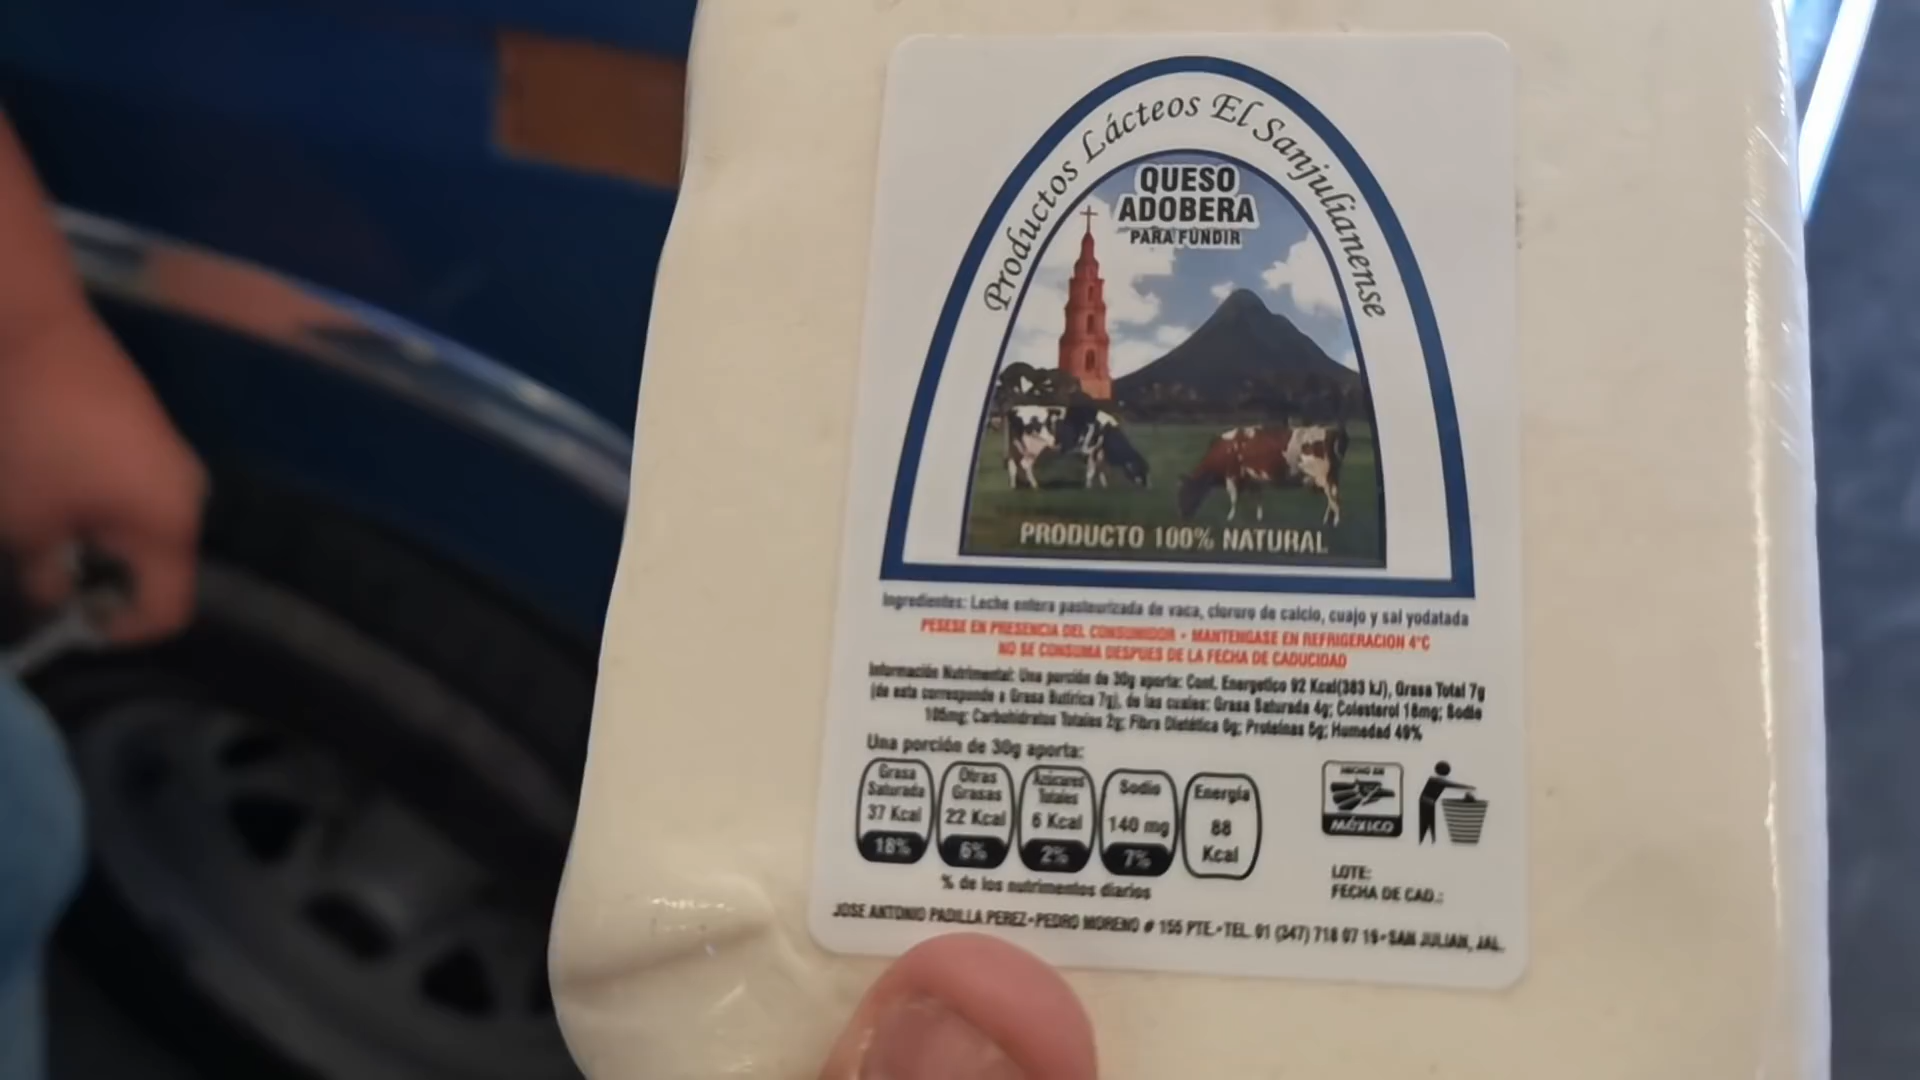 Productos Lácteos El Sanjulianense
QUESO
ADOBERA
PARA FUNDIR
PRODUCTO 100% NATURAL
Ingredientes: Leche entera pasteurizada de vaca, cloruro de calcio, cuajo y sal yodatada
PESESE EN PRESENCIA DEL CONSUMIDOR - MANTENGASE EN REFRIGERACION 4°C
NO SE CONSUMA DESPUES DE LA FECHA DE CADUCIDAD
Información Nutrimental: Una porción de 30g aporta: Cont. Energetico 92 Kcal(383 kJ), Grasa Total 7g
(de esta corresponde a Grasa Butirica 7g), de las cuales: Grasa Saturada 4g; Colesterol 18mg; Sodio
Carbohidratos Totales 2g; Fibra Dietética 0g; Proteinas 5g; Humedad 49%
Una porción de 30g aporta:
Grasa Saturada 37 Kcal 18%
Otras Grasas 22 Kcal 6%
Azúcares Totales 6 Kcal 2%
Sodio 140 mg 7%
Energía 88 Kcal
% de los nutrimentos diarios
HECHO EN
MÉXICO
LOTE:
FECHA DE CAD.:
JOSE ANTONIO PADILLA PEREZ-PEDRO MORENO # 155 PTE.-TEL. 01 (347) 718 07 -SAN JULIAN, JAL.